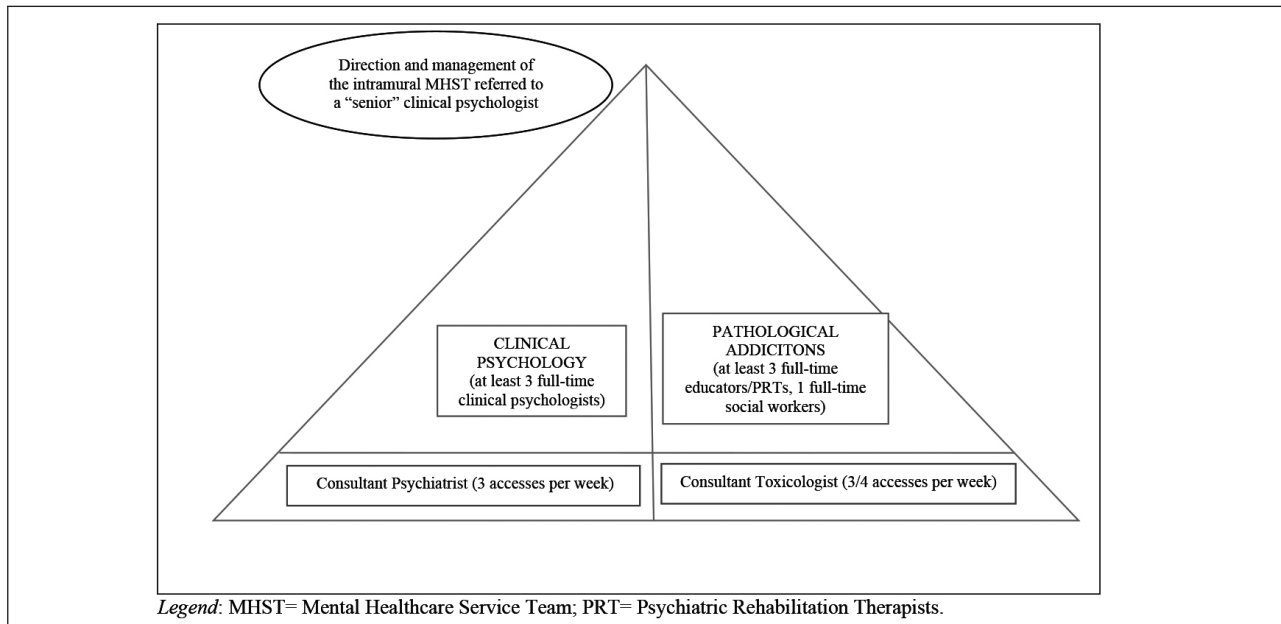 Direction and management of
the intramural MHST referred to
a “senior” clinical psychologist
CLINICAL
PSYCHOLOGY
(at least 3 full-time
clinical psychologists)
PATHOLOGICAL
ADDICITONS
(at least 3 full-time
educators/PRTs, 1 full-time
social workers)
Consultant Psychiatrist (3 accesses per week)
Consultant Toxicologist (3/4 accesses per week)
Legend: MHST= Mental Healthcare Service Team; PRT= Psychiatric Rehabilitation Therapists.